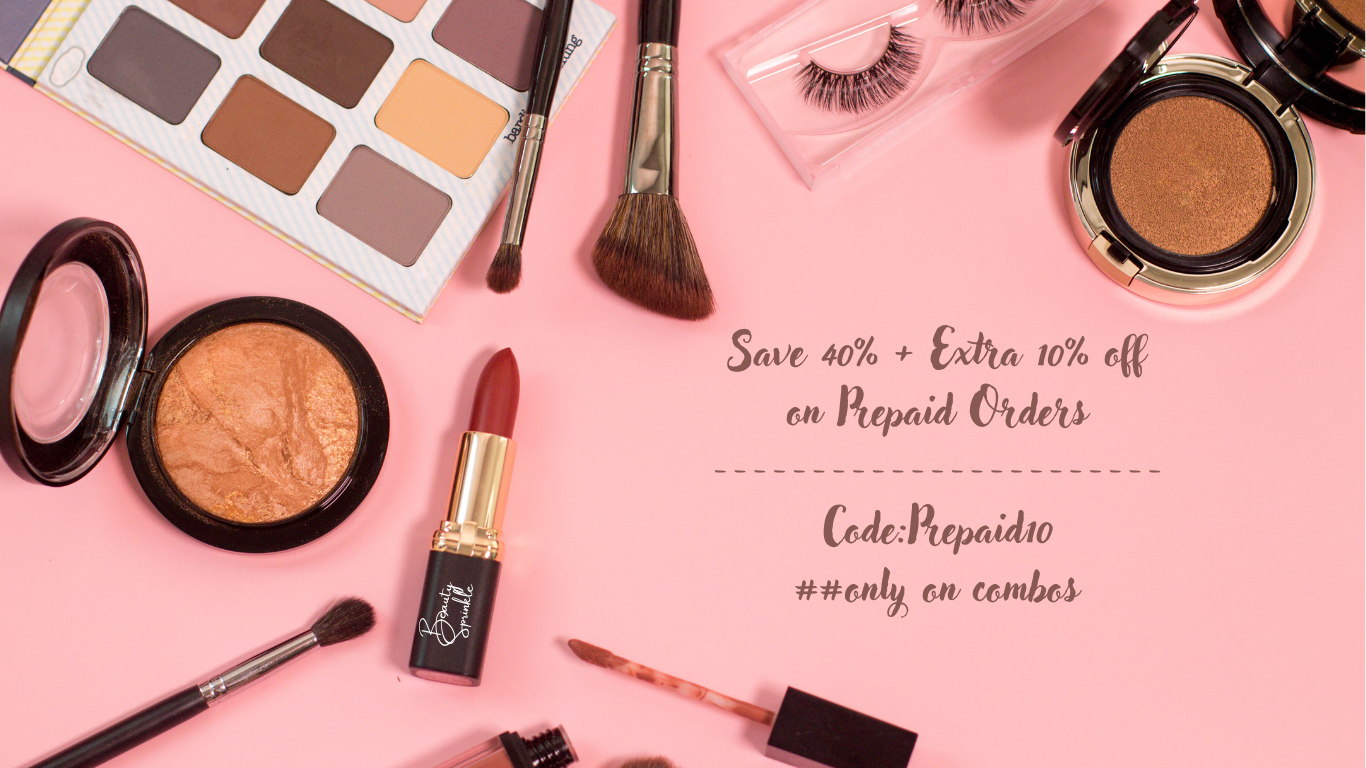 Save 40% + Extra 10% off
on Prepaid Orders
Code:Prepaid10
##only on combos
Beauty
Sprinkle